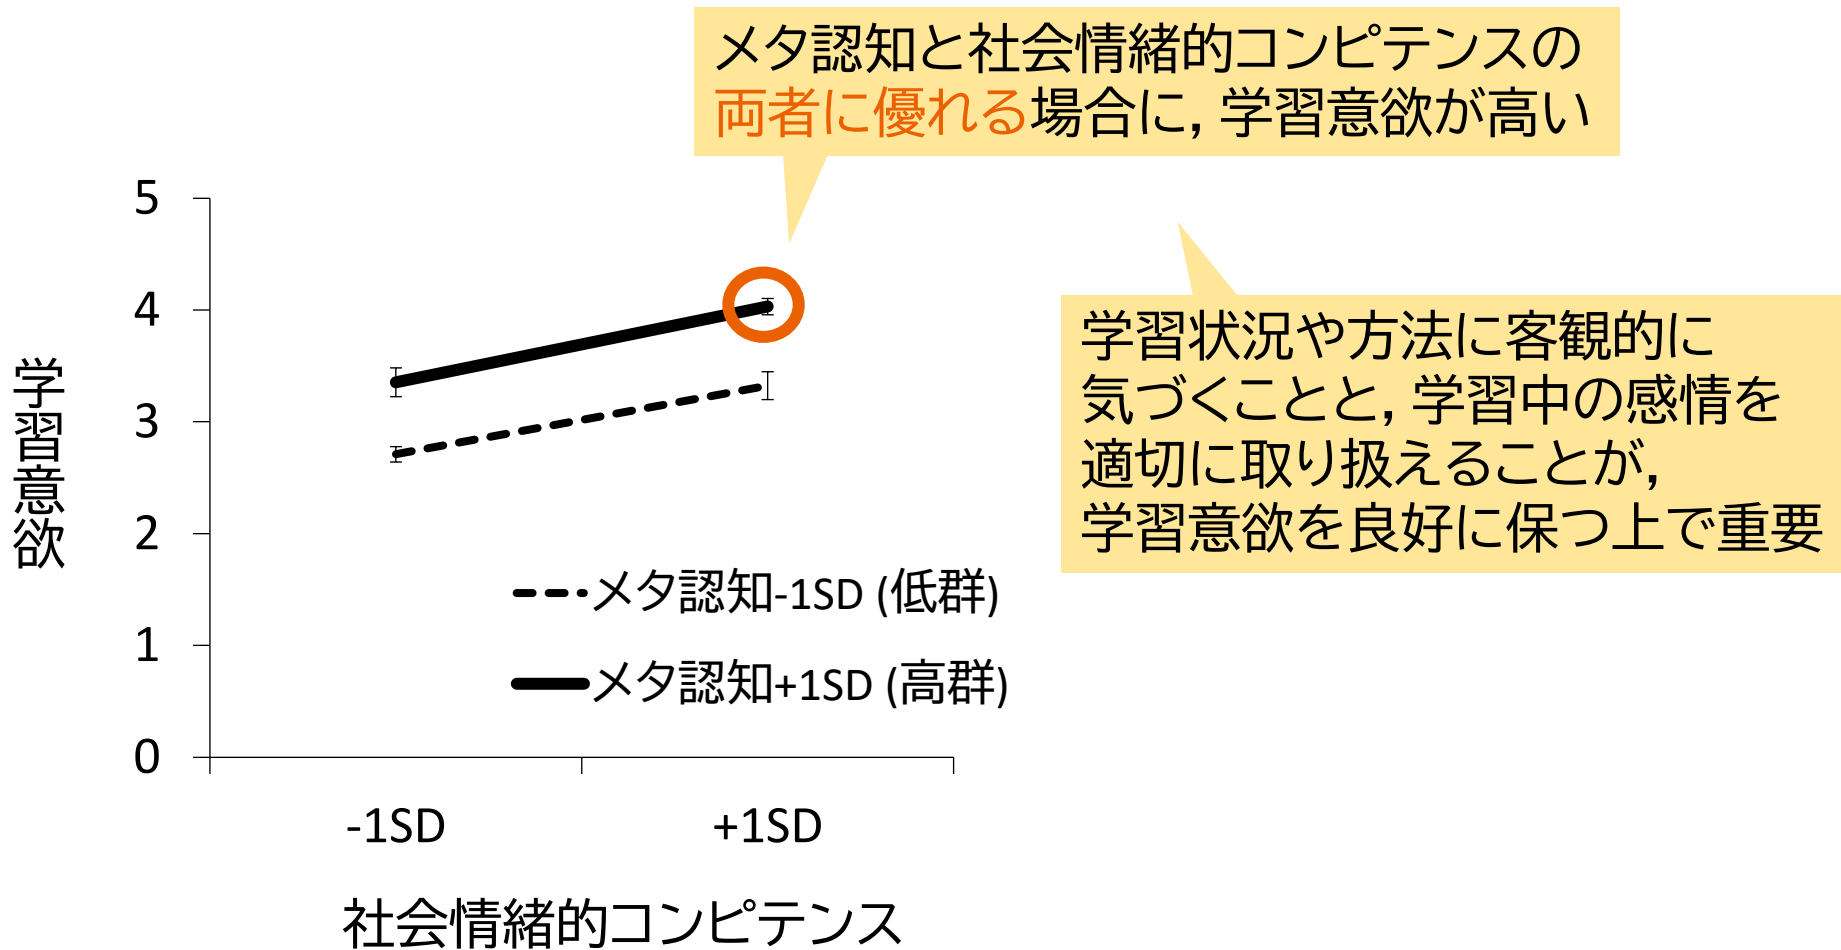 メタ認知と社会情緒的コンピテンスの
両者に優れる場合に, 学習意欲が高い
5
4
3
2
1
0
学習意欲
学習状況や方法に客観的に
気づくことと, 学習中の感情を
適切に取り扱えることが,
学習意欲を良好に保つ上で重要
メタ認知-1SD (低群)
メタ認知+1SD (高群)
-1SD
+1SD
社会情緒的コンピテンス